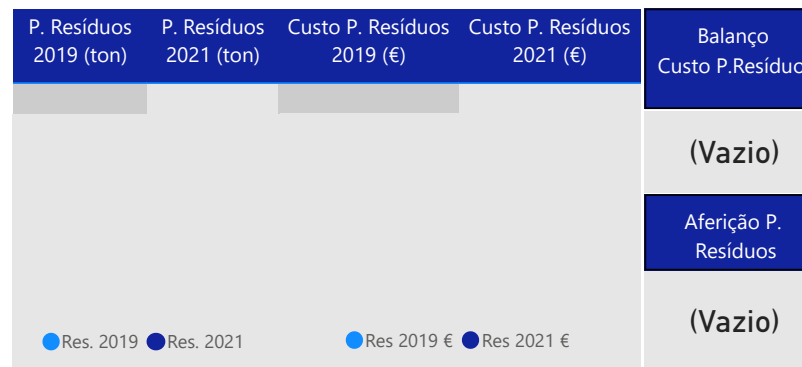 P. Resíduos 2019 (ton)
P. Resíduos 2021 (ton)
Custo P. Resíduos 2019 (€)
Custo P. Resíduos 2021 (€)
Balanço
Custo P.Resíduo
(Vazio)
Aferição P.
Resíduos
(Vazio)
Res. 2019 Res. 2021
Res 2019 € Res 2021 €